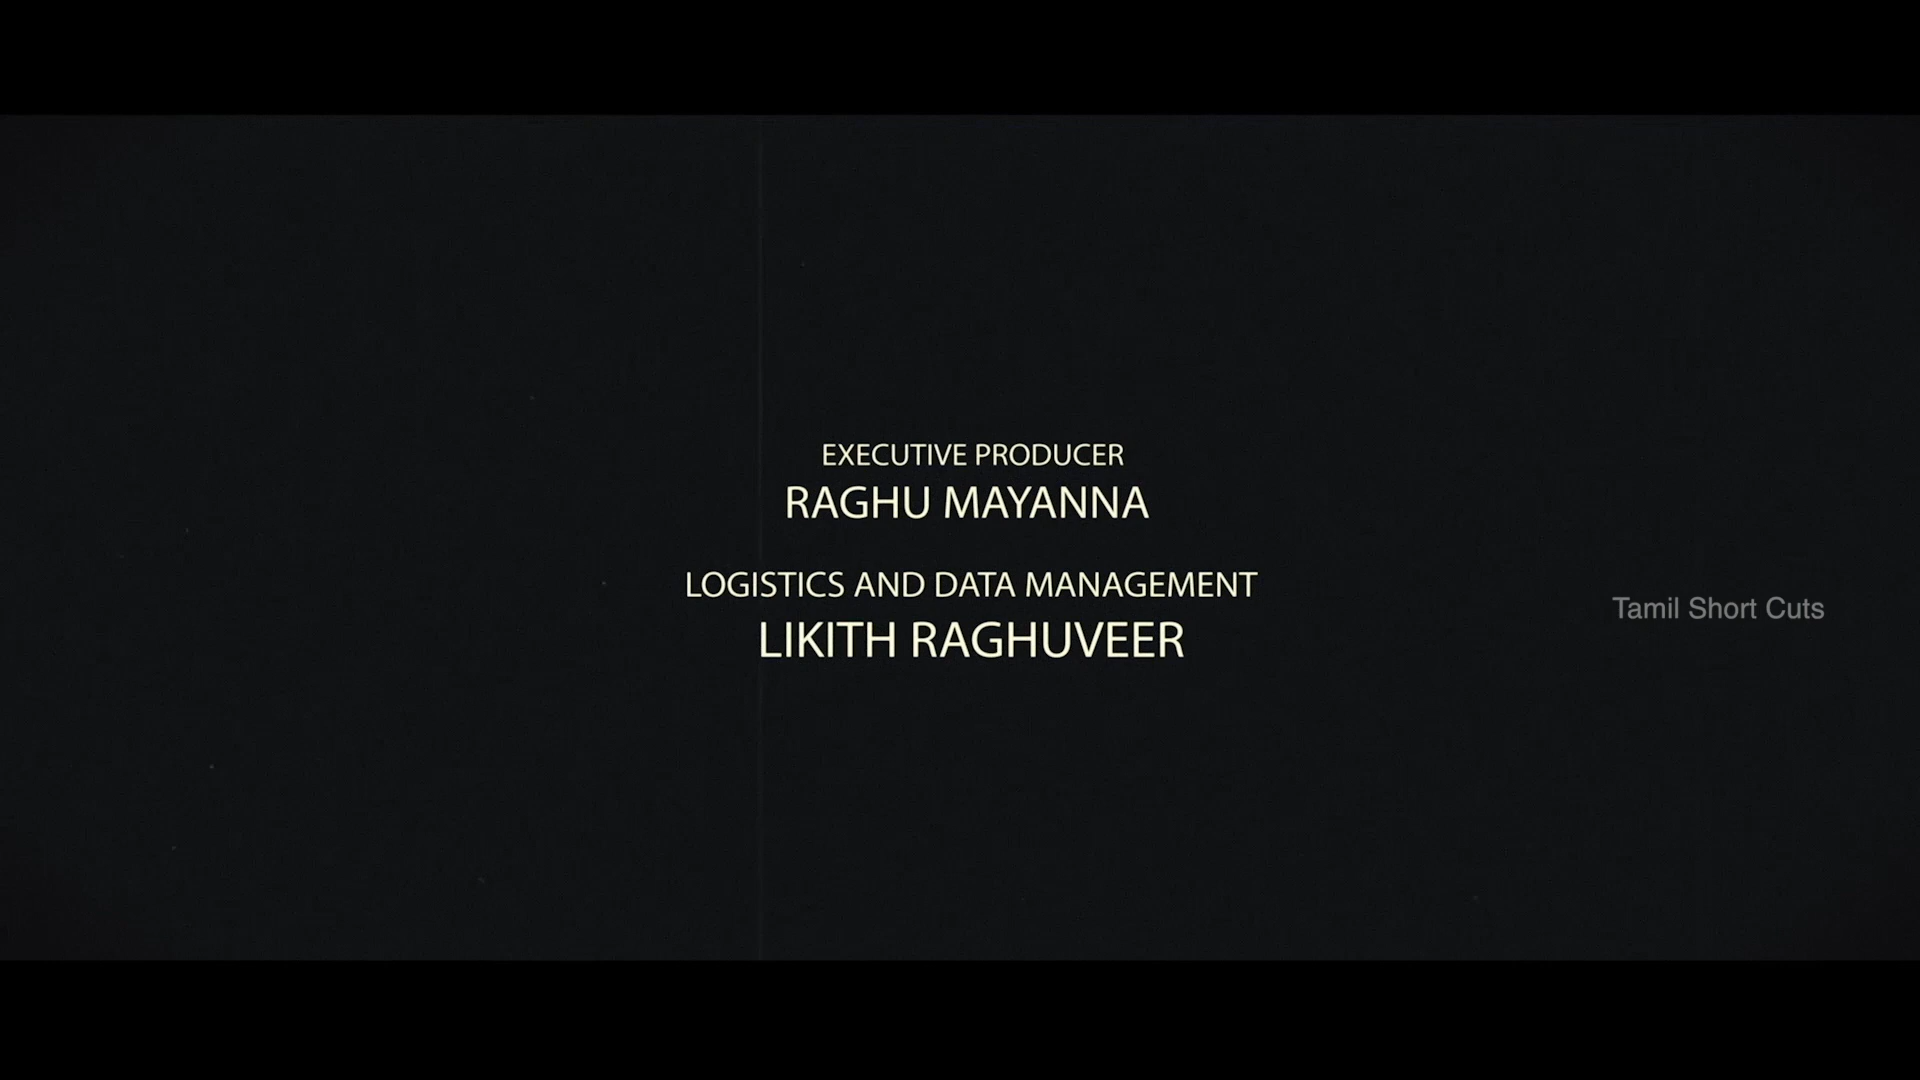 EXECUTIVE PRODUCER
RAGHU MAYANNA
LOGISTICS AND DATA MANAGEMENT
LIKITH RAGHUVEER
Tamil Short Cuts